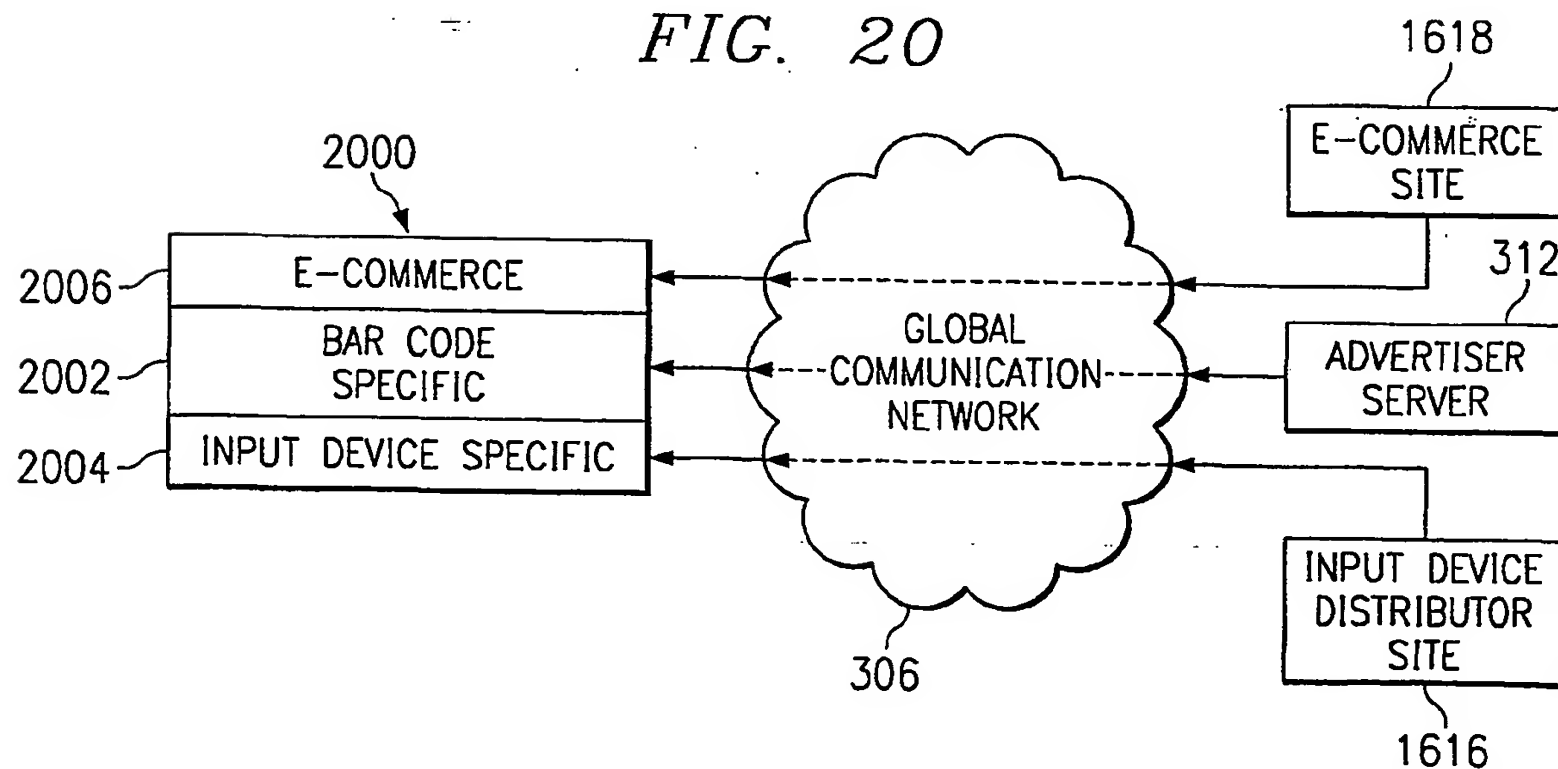 FIG. 20
1618
E-COMMERCE
SITE
2000
2006
E-COMMERCE
312
2002
BAR CODE
SPECIFIC
GLOBAL
COMMUNICATION
NETWORK
ADVERTISER
SERVER
2004
INPUT DEVICE SPECIFIC
INPUT DEVICE
DISTRIBUTOR
SITE
306
1616